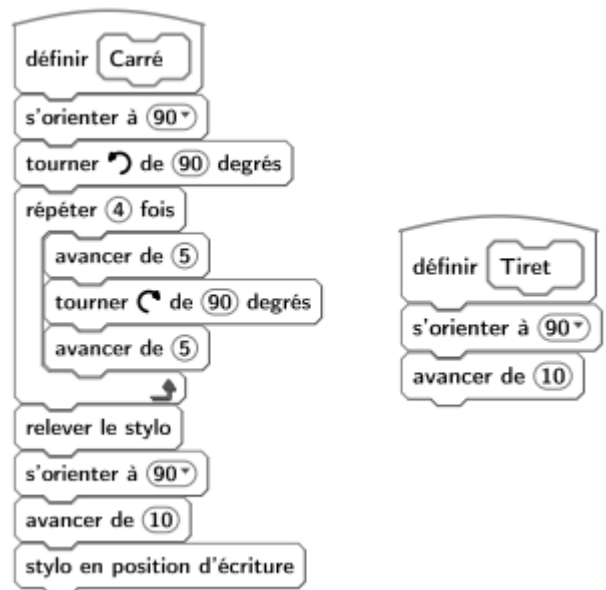 définir Carré
s'orienter à 90
tourner de 90 degrés
répéter 4 fois
avancer de 5
tourner de 90 degrés
avancer de 5
relever le stylo
s'orienter à 90
avancer de 10
stylo en position d'écriture
définir Tiret
s'orienter à 90
avancer de 10